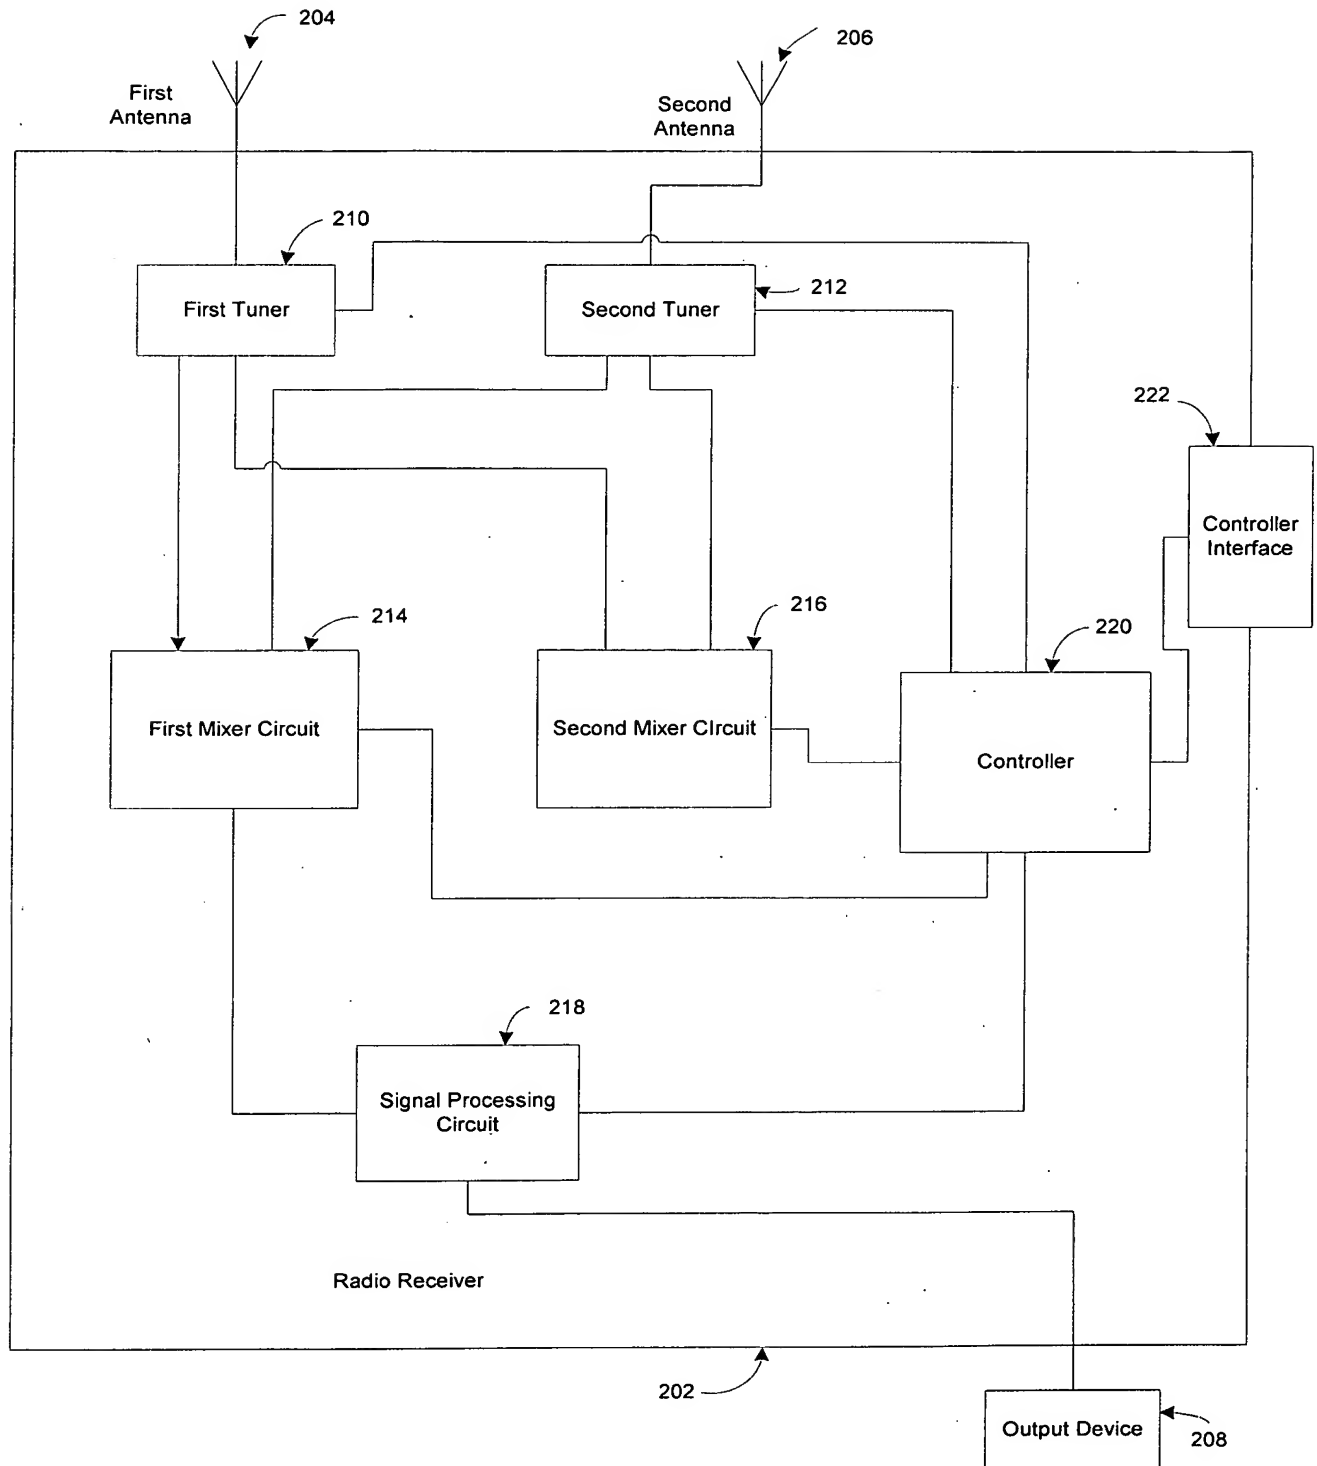 204
206
First
Antenna
Second
Antenna
210
First Tuner
Second Tuner
212
222
Controller
Interface
214
216
220
First Mixer Circuit
Second Mixer CIrcuit
Controller
218
Signal Processing
Circuit
Radio Receiver
202
Output Device
208